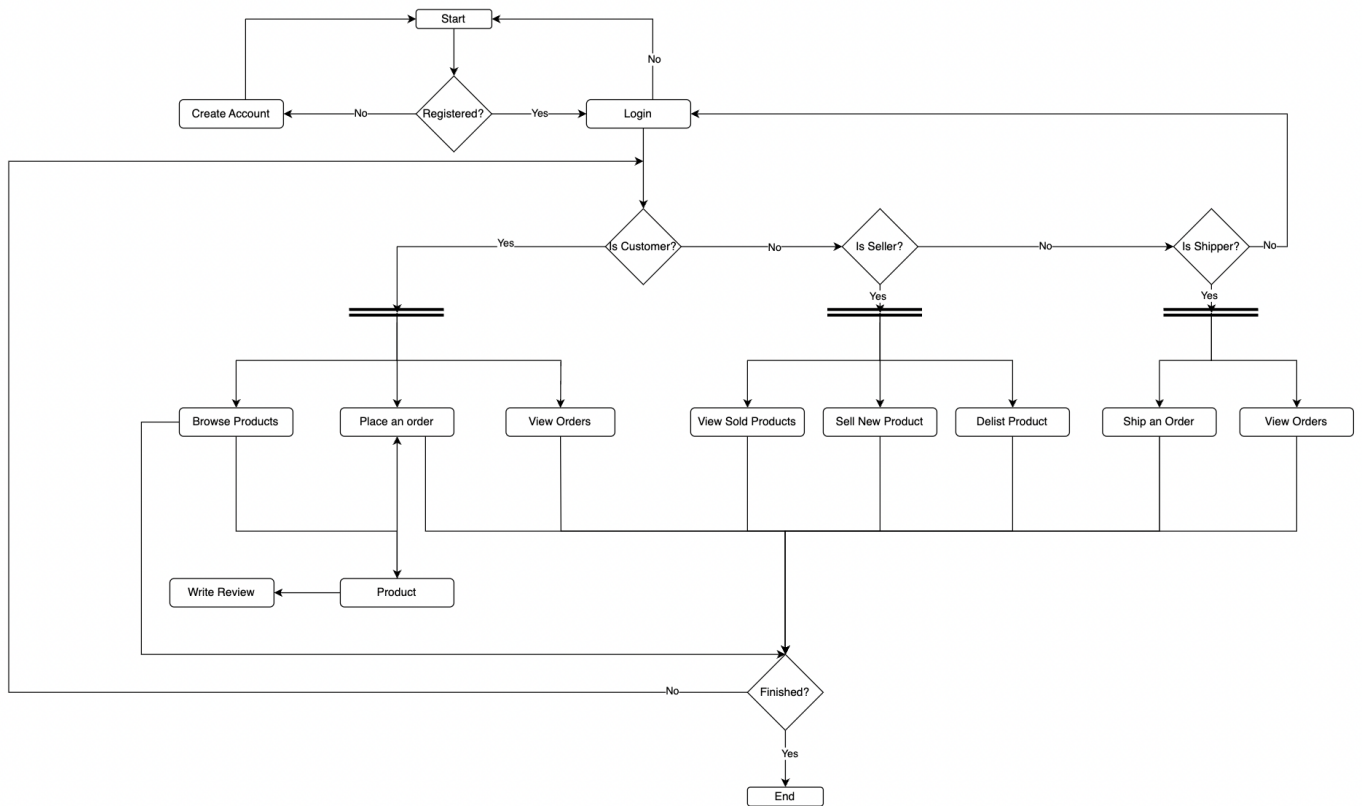 Start
No
Create Account
No
Registered?
Yes
Login
Yes
Is Customer?
No
Is Seller?
No
Is Shipper?
No
Yes
Yes
Browse Products
Place an order
View Orders
View Sold Products
Sell New Product
Delist Product
Ship an Order
View Orders
Write Review
Product
No
Finished?
Yes
End